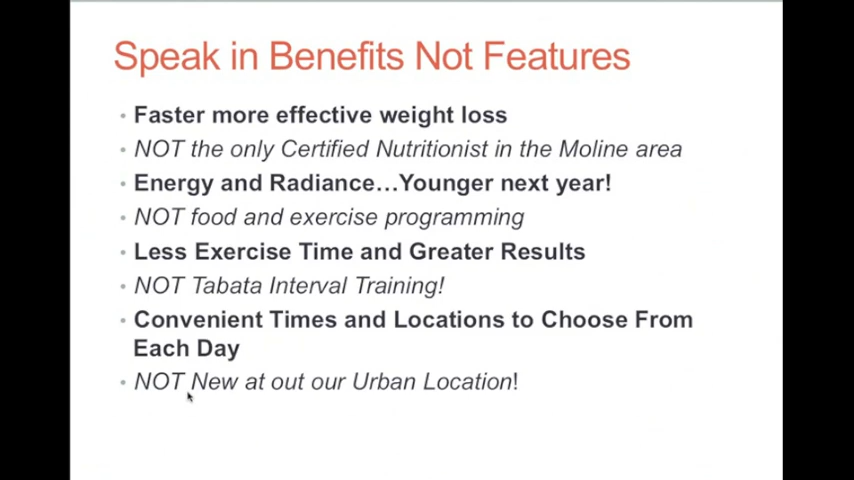 Speak in Benefits Not Features
• Faster more effective weight loss
• NOT the only Certified Nutritionist in the Moline area
• Energy and Radiance…Younger next year!
• NOT food and exercise programming
• Less Exercise Time and Greater Results
• NOT Tabata Interval Training!
• Convenient Times and Locations to Choose From
Each Day
• NOT New at out our Urban Location!